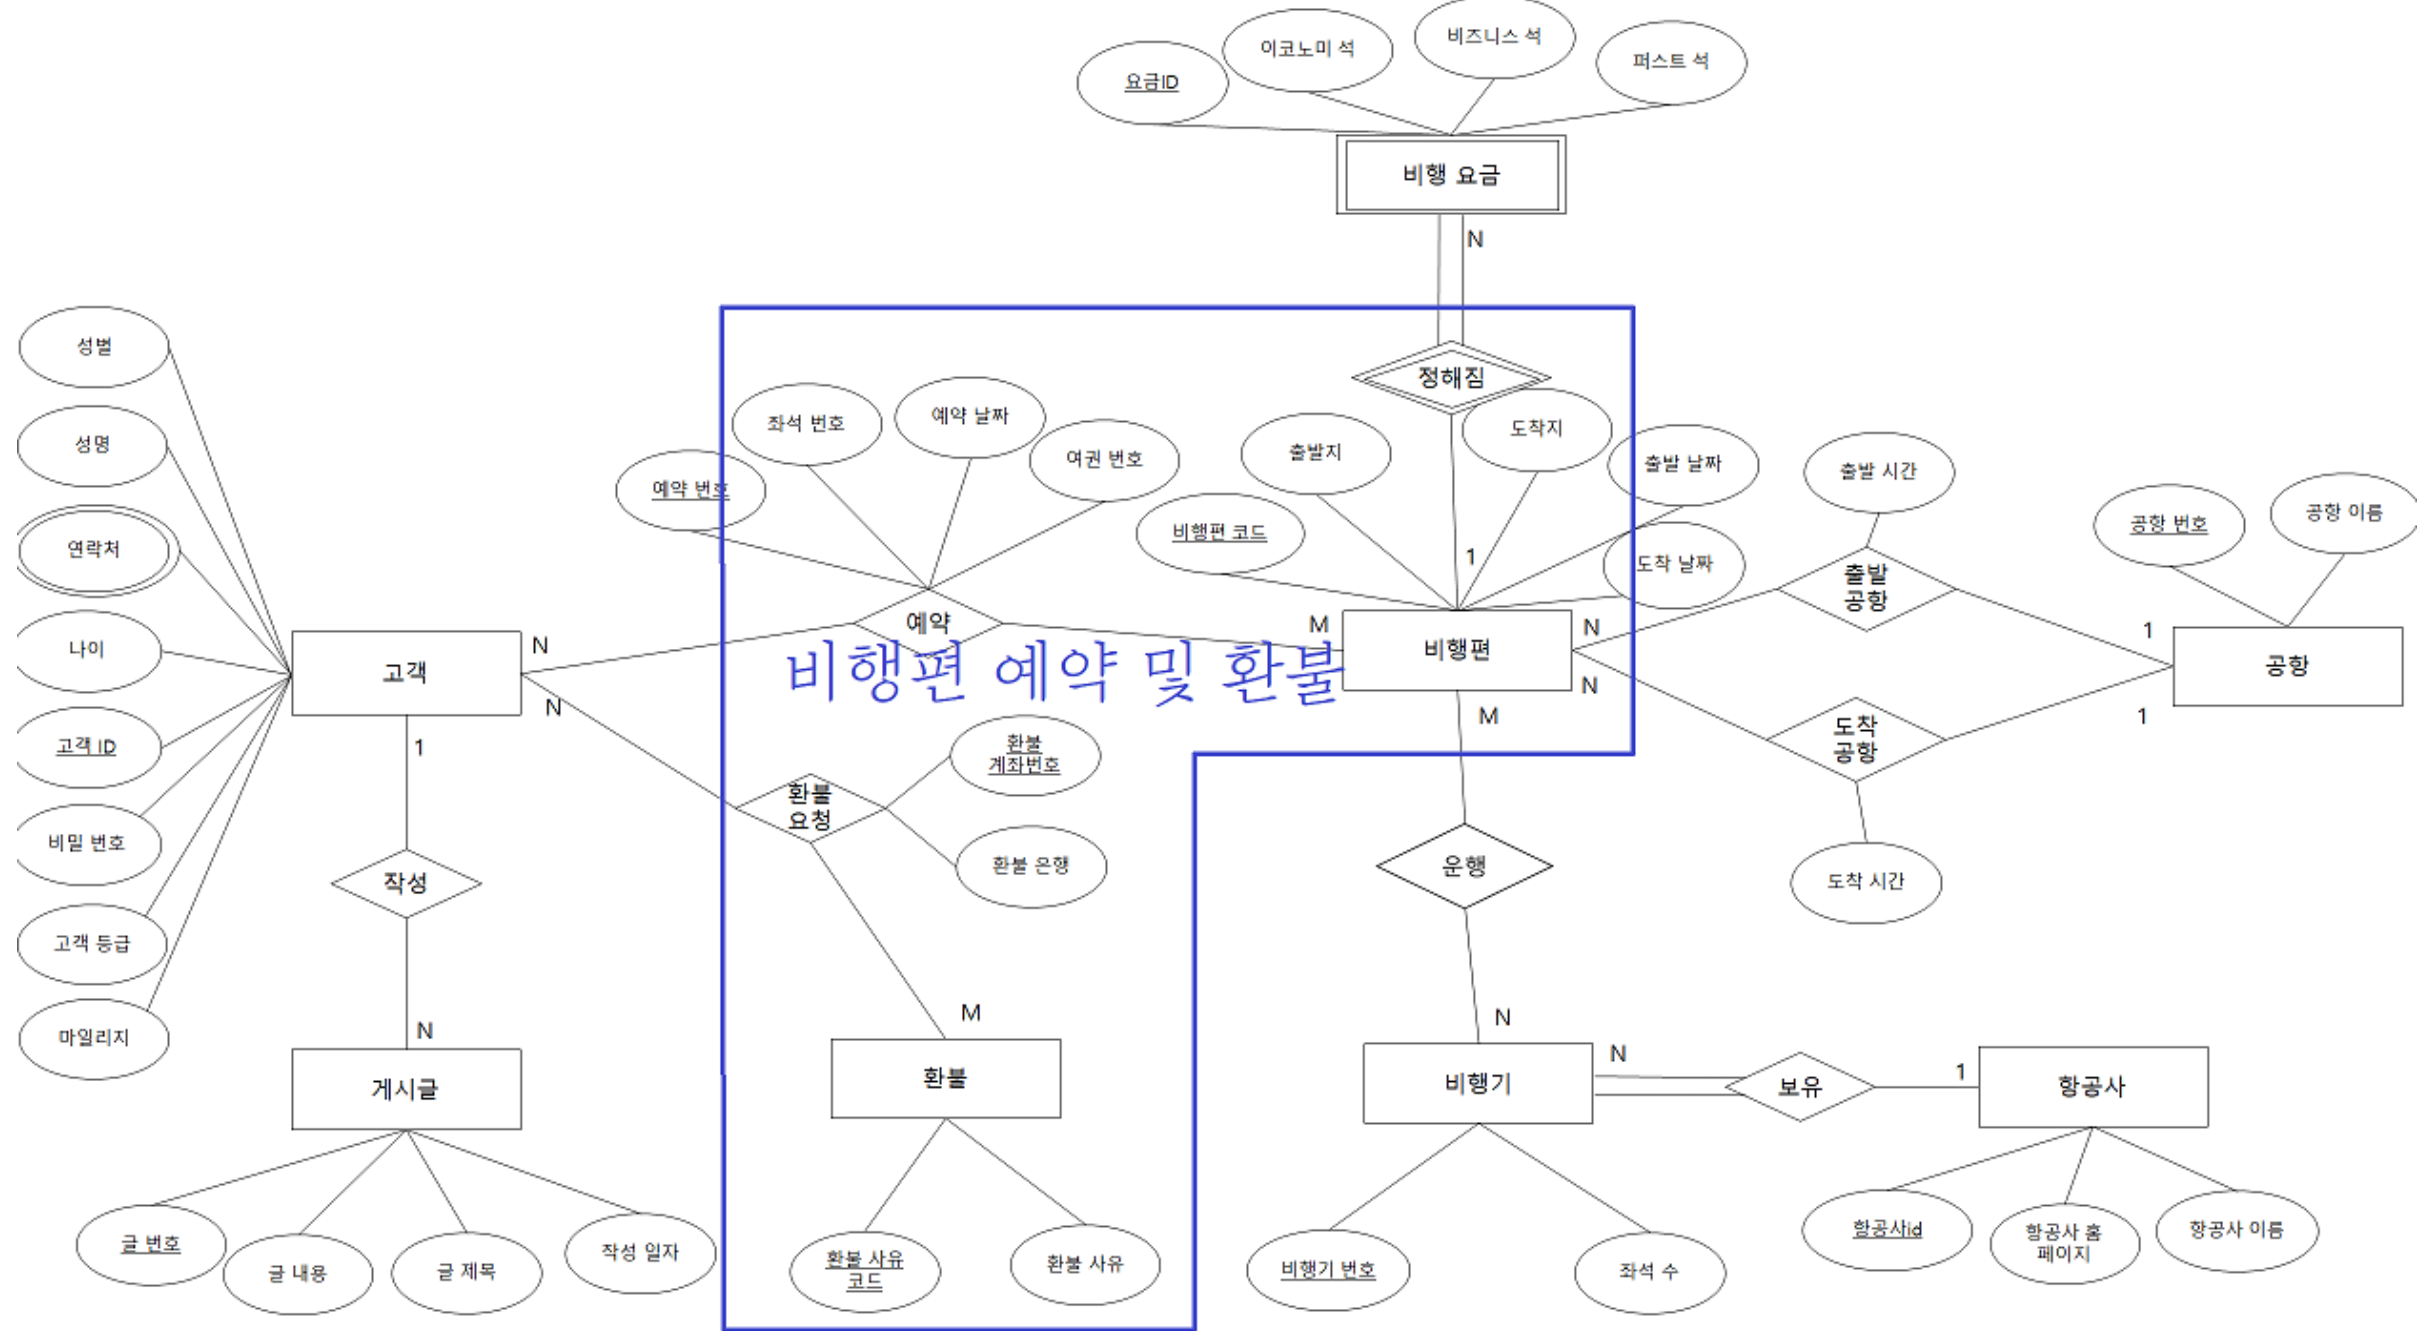 요금ID
이코노미 석
비즈니스 석
퍼스트 석
비행 요금
N
정해짐
성별
성명
연락처
나이
고객 ID
비밀 번호
고객 등급
마일리지
고객
N
N
1
작성
N
게시글
글 번호
글 내용
글 제목
작성 일자
예약 번호
좌석 번호
예약 날짜
여권 번호
예약
M
비행편 예약 및 환불
환불
요청
환불
계좌번호
환불 은행
M
환불
환불 사유
코드
환불 사유
비행편 코드
출발지
도착지
출발 날짜
도착 날짜
1
비행편
N
N
M
출발 시간
출발
공항
도착
공항
도착 시간
1
1
공항 번호
공항 이름
공항
운행
N
비행기
비행기 번호
좌석 수
N
보유
1
항공사
항공사id
항공사 홈
페이지
항공사 이름